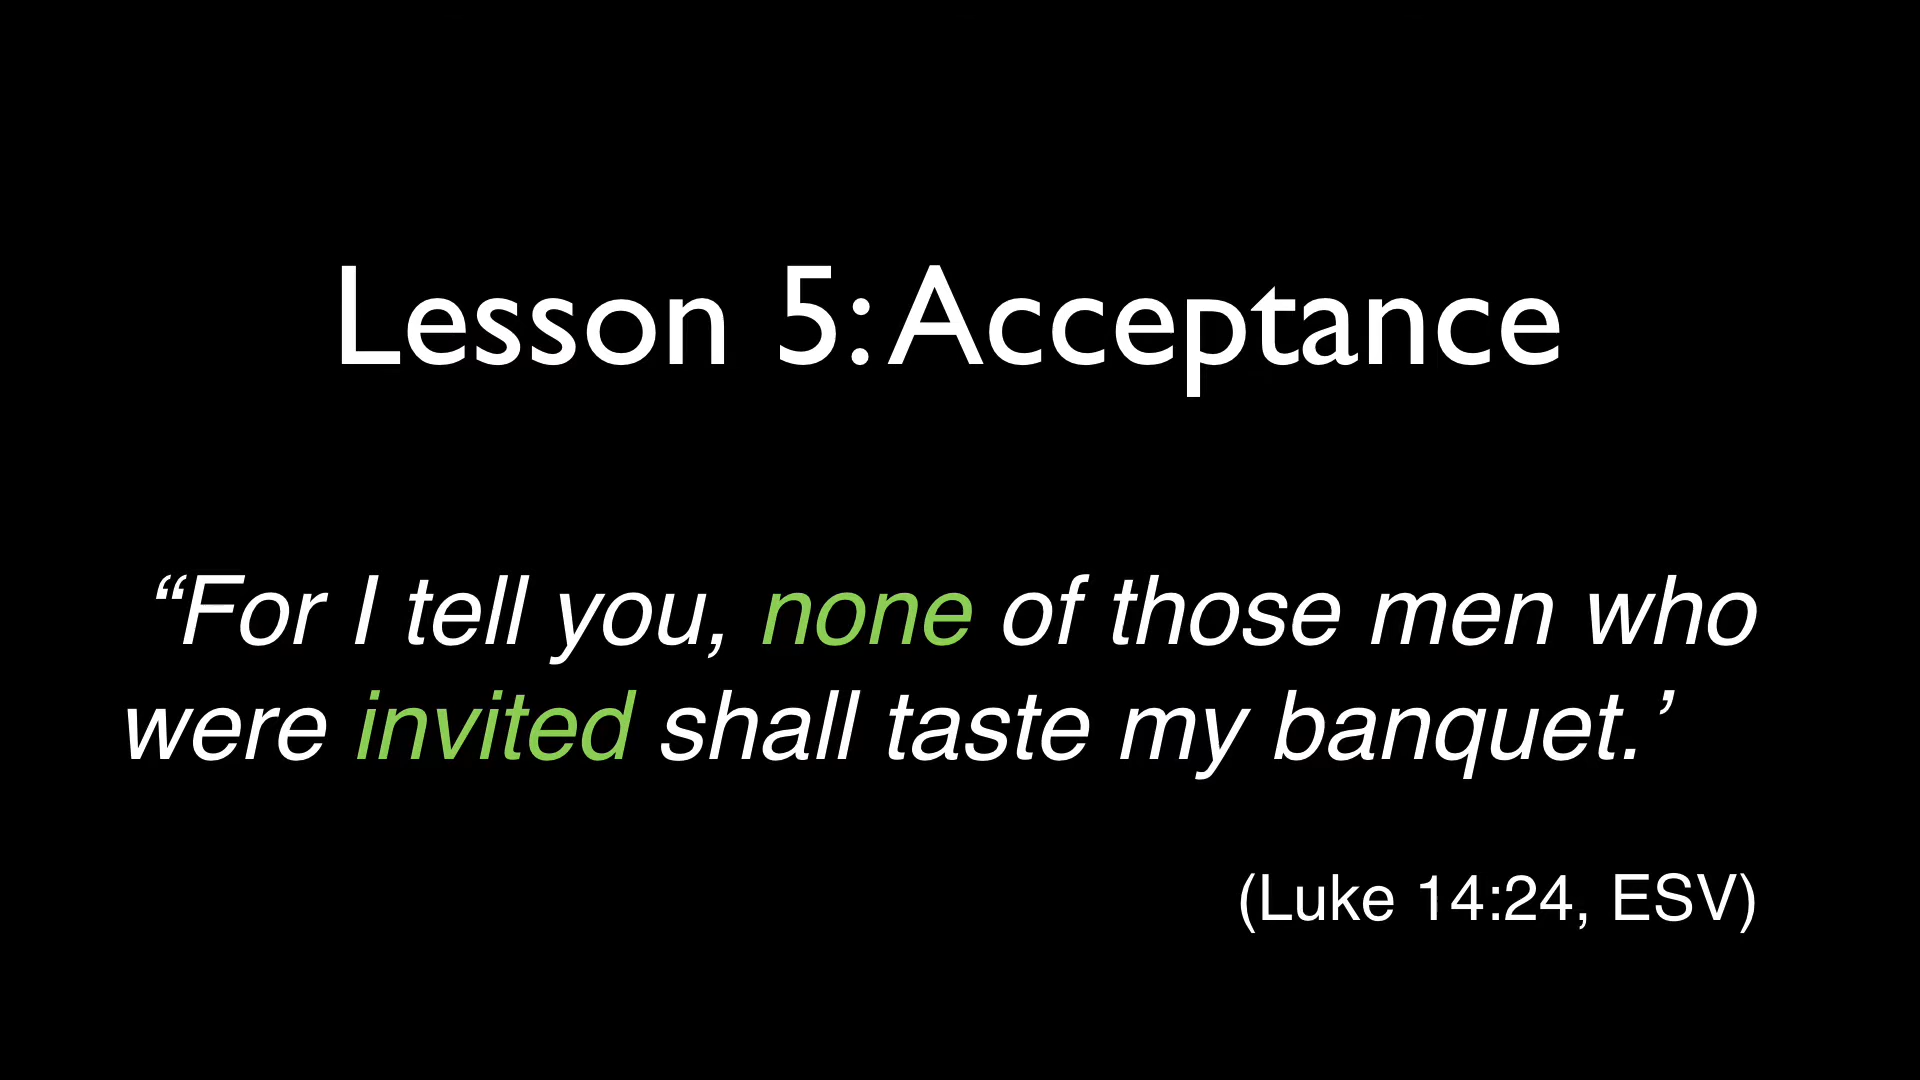 Lesson 5: Acceptance
“For I tell you, none of those men who
were invited shall taste my banquet.’
(Luke 14:24, ESV)